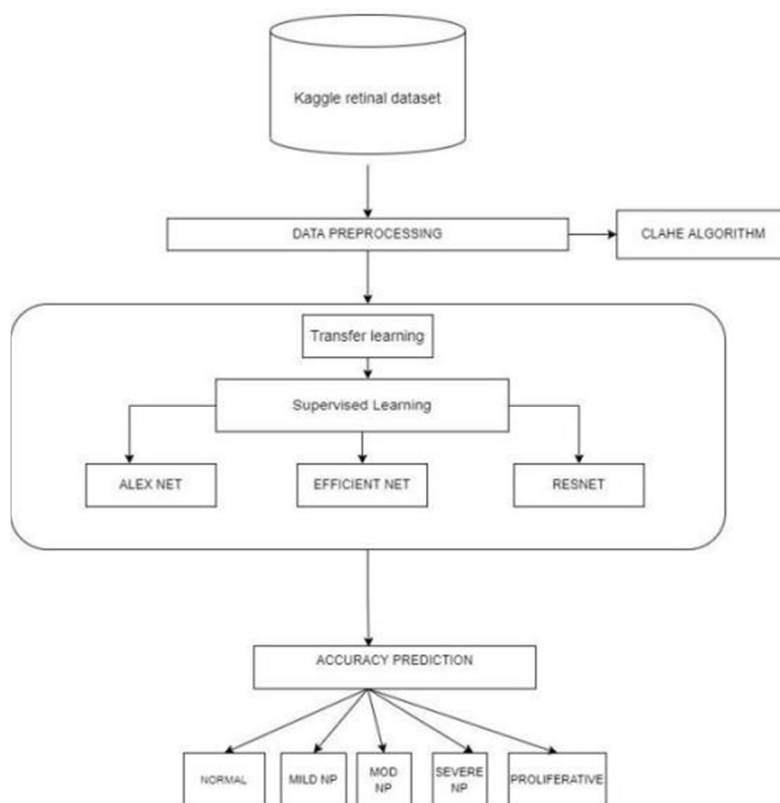 Kaggle retinal dataset
DATA PREPROCESSING
CLAHE ALGORITHM
Transfer learning
Supervised Learning
ALEX NET
EFFICIENT NET
RESNET
ACCURACY PREDICTION
NORMAL
MILD NP
MOD
NP
SEVERE
NP
PROLIFERATIVE